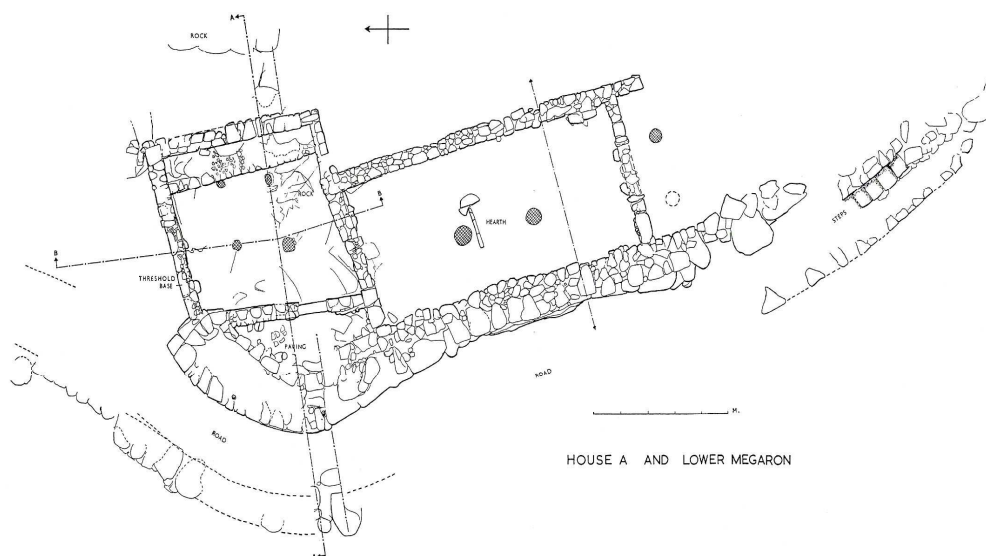 A
ROCK
ROCK
B
HEARTH
B
STEPS
THRESHOLD
BASE
PAVING
ROAD
ROAD
M.
HOUSE A AND LOWER MEGARON
A